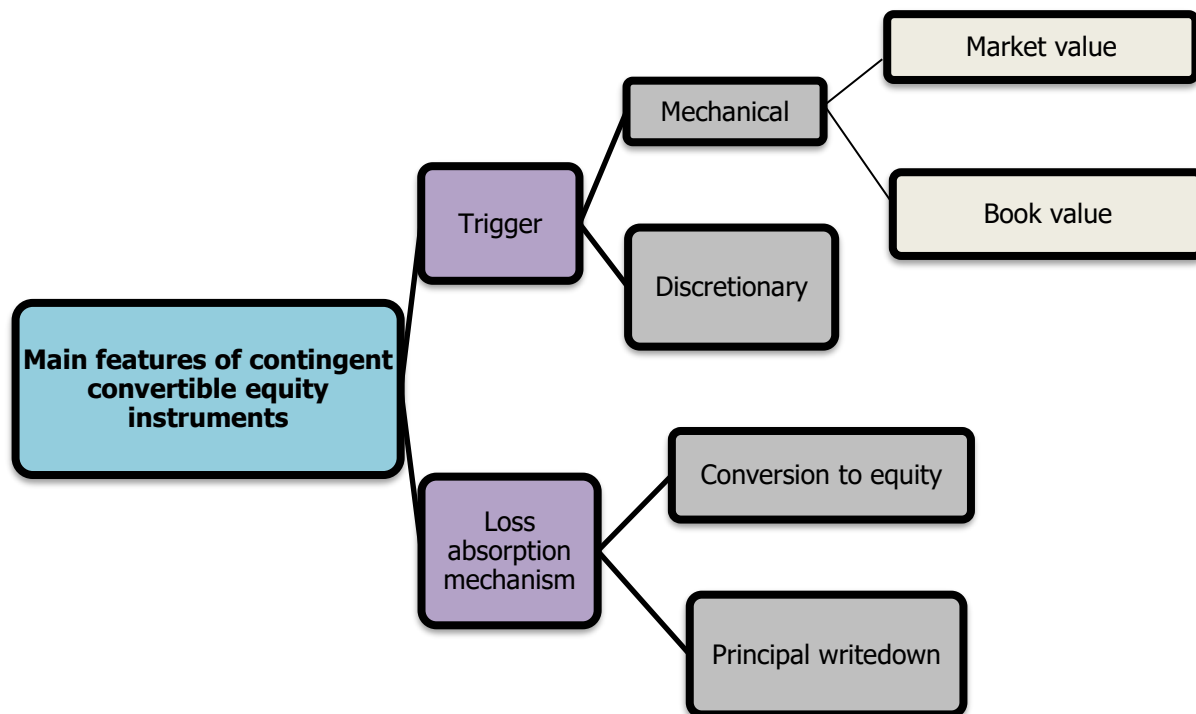 Main features of contingent
convertible equity
instruments
Trigger
Mechanical
Market value
Book value
Discretionary
Loss
absorption
mechanism
Conversion to equity
Principal writedown